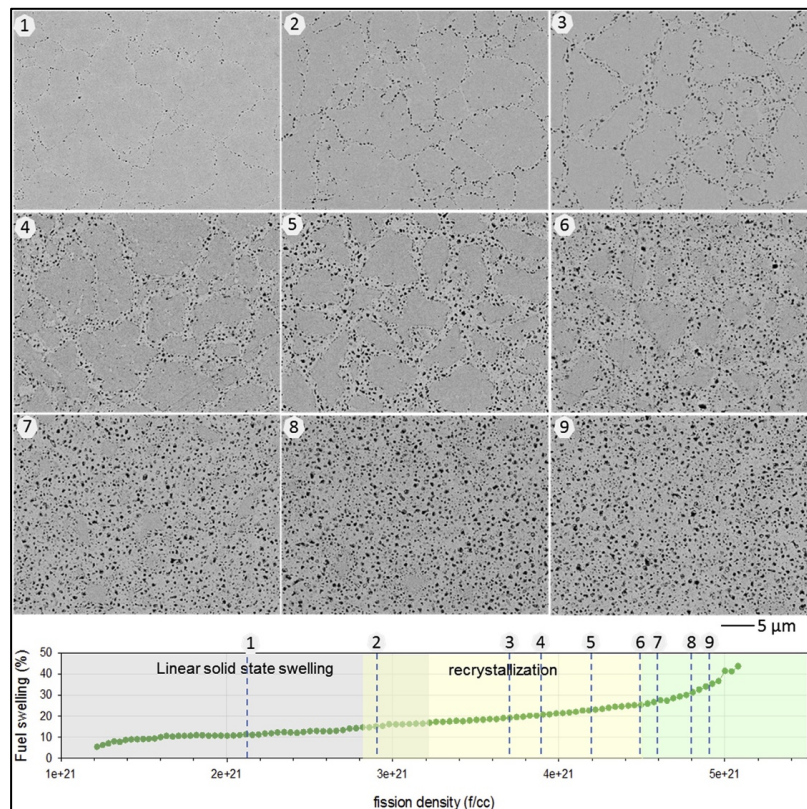 1 2 3
4 5 6
7 8 9
5 µm
1 2 3 4 5 6 7 8 9
Linear solid state swelling recrystallization
Fuel swelling (%)
50
40
30
20
10
0
1e+21 2e+21 3e+21 4e+21 5e+21
fission density (f/cc)